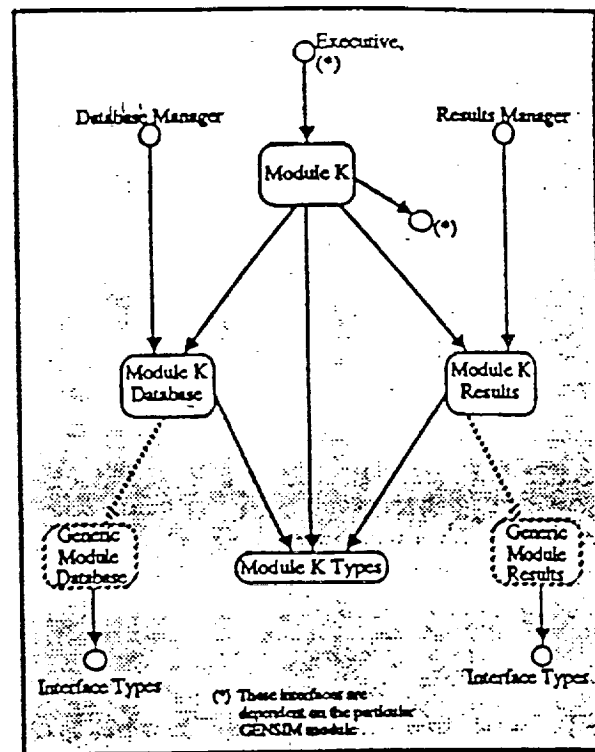 Executive,
(*)
Database Manager
Results Manager
Module K
(*)
Module K
Database
Module K
Results
Generic
Module
Database
Module K Types
Generic
Module
Results
Interface Types
Interface Types
(*) These interfaces are
dependent on the particular
GENSIM module